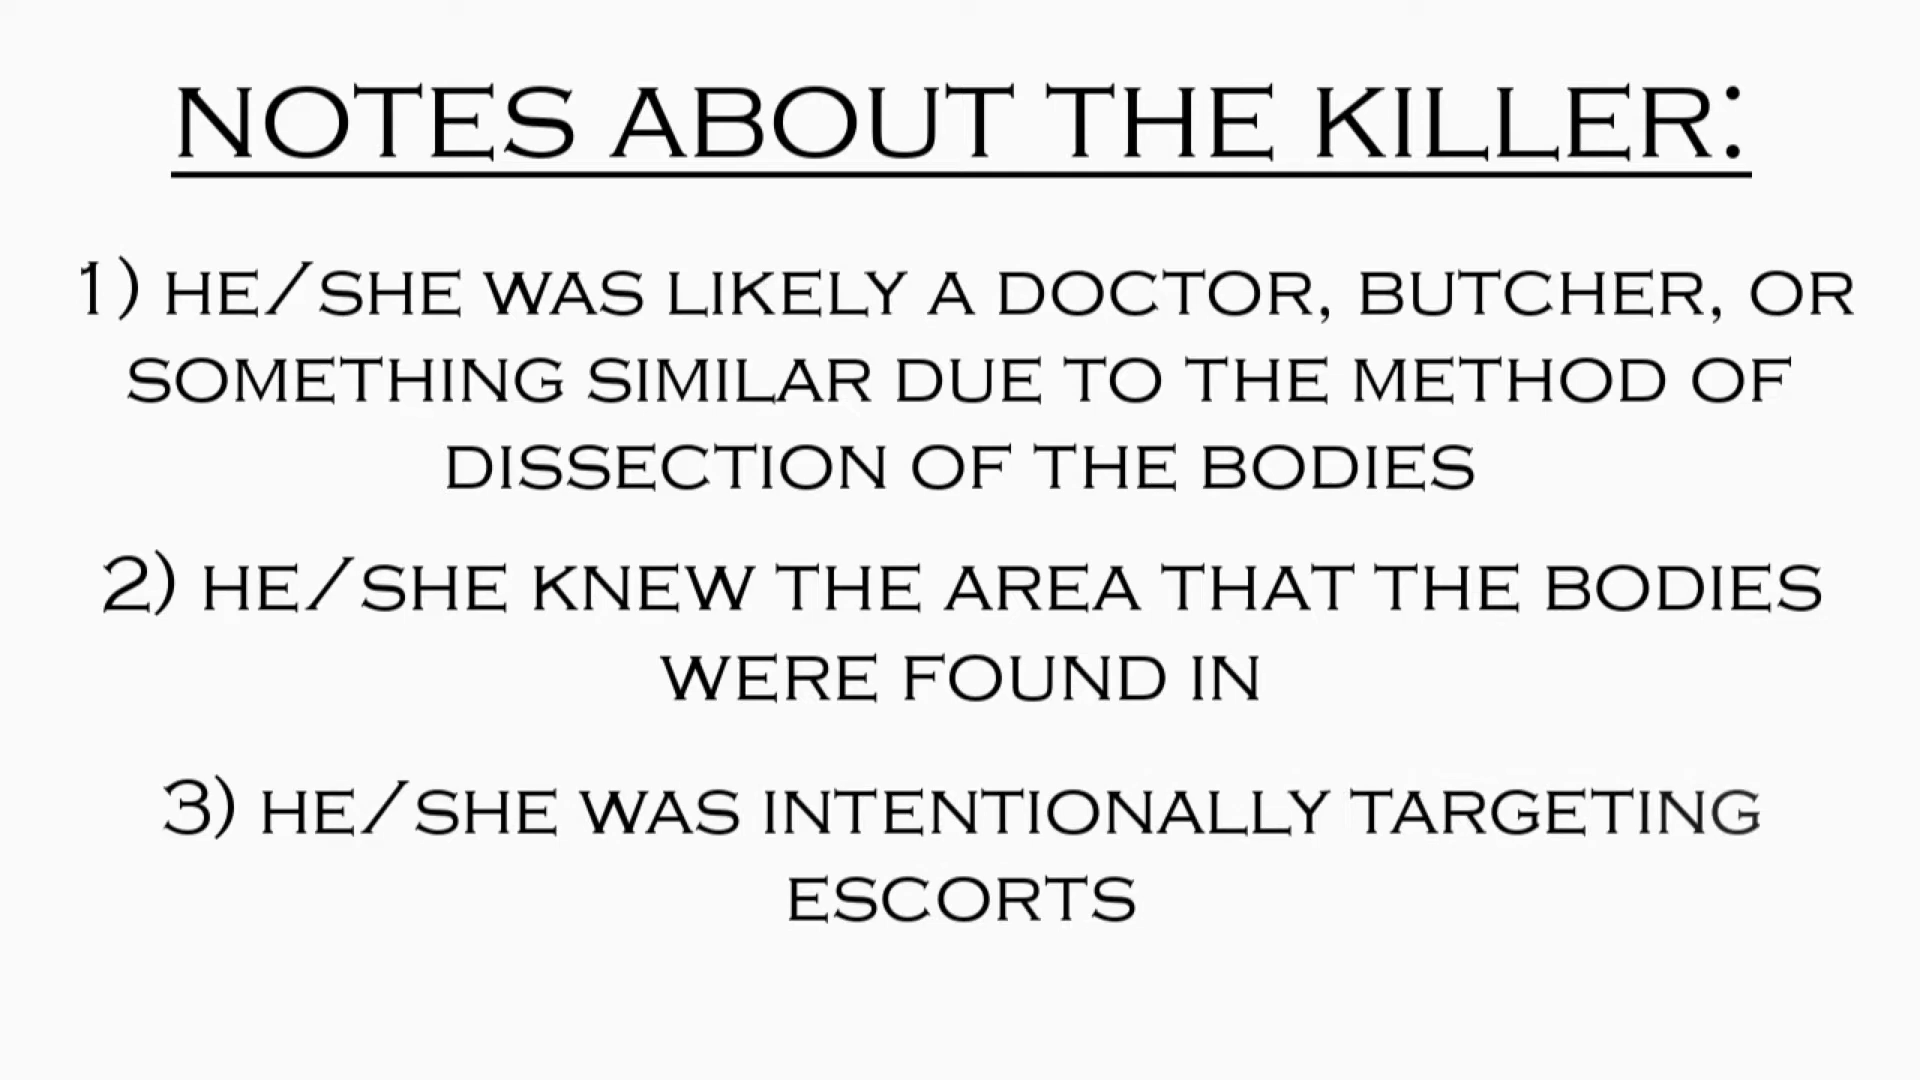 NOTES ABOUT THE KILLER:
1) HE/SHE WAS LIKELY A DOCTOR, BUTCHER, OR
SOMETHING SIMILAR DUE TO THE METHOD OF
DISSECTION OF THE BODIES
2) HE/SHE KNEW THE AREA THAT THE BODIES
WERE FOUND IN
3) HE/SHE WAS INTENTIONALLY TARGETING
ESCORTS